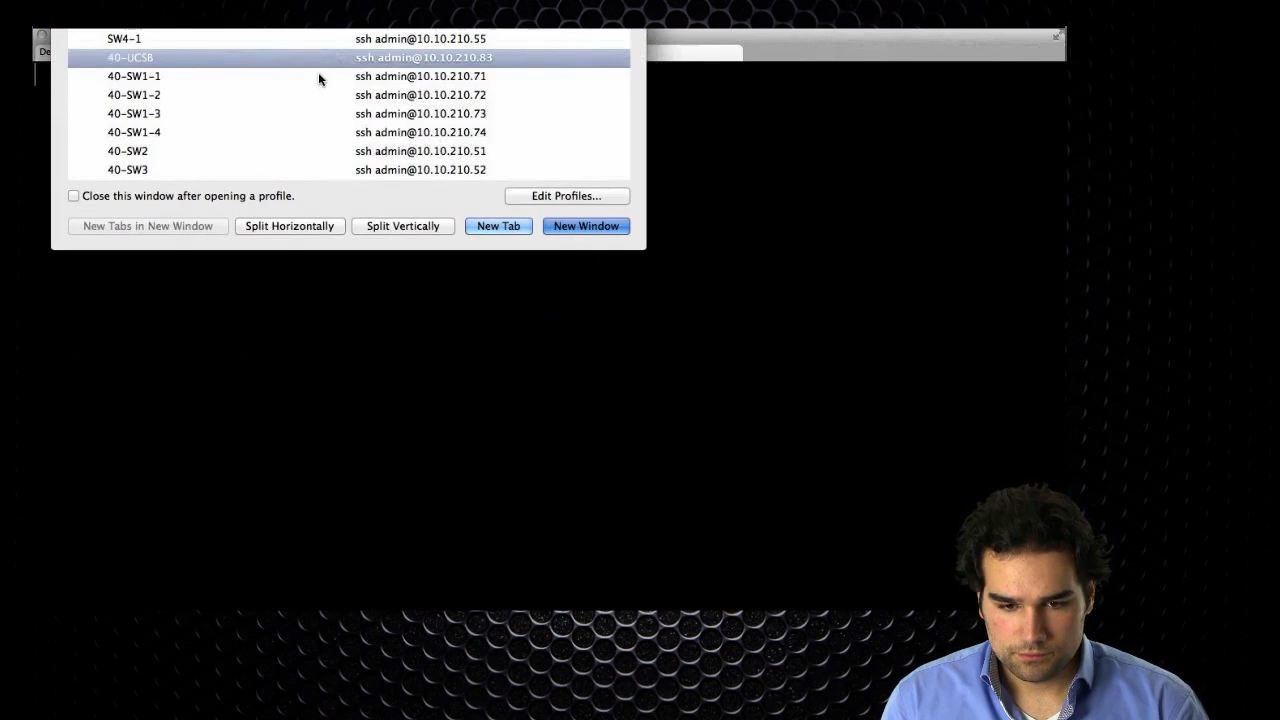 SW4-1 ssh admin@10.10.210.55
De
40-UCSB ssh admin@10.10.210.83
40-SW1-1 ssh admin@10.10.210.71
40-SW1-2 ssh admin@10.10.210.72
40-SW1-3 ssh admin@10.10.210.73
40-SW1-4 ssh admin@10.10.210.74
40-SW2 ssh admin@10.10.210.51
40-SW3 ssh admin@10.10.210.52
Close this window after opening a profile. Edit Profiles...
New Tabs in New Window Split Horizontally Split Vertically New Tab New Window